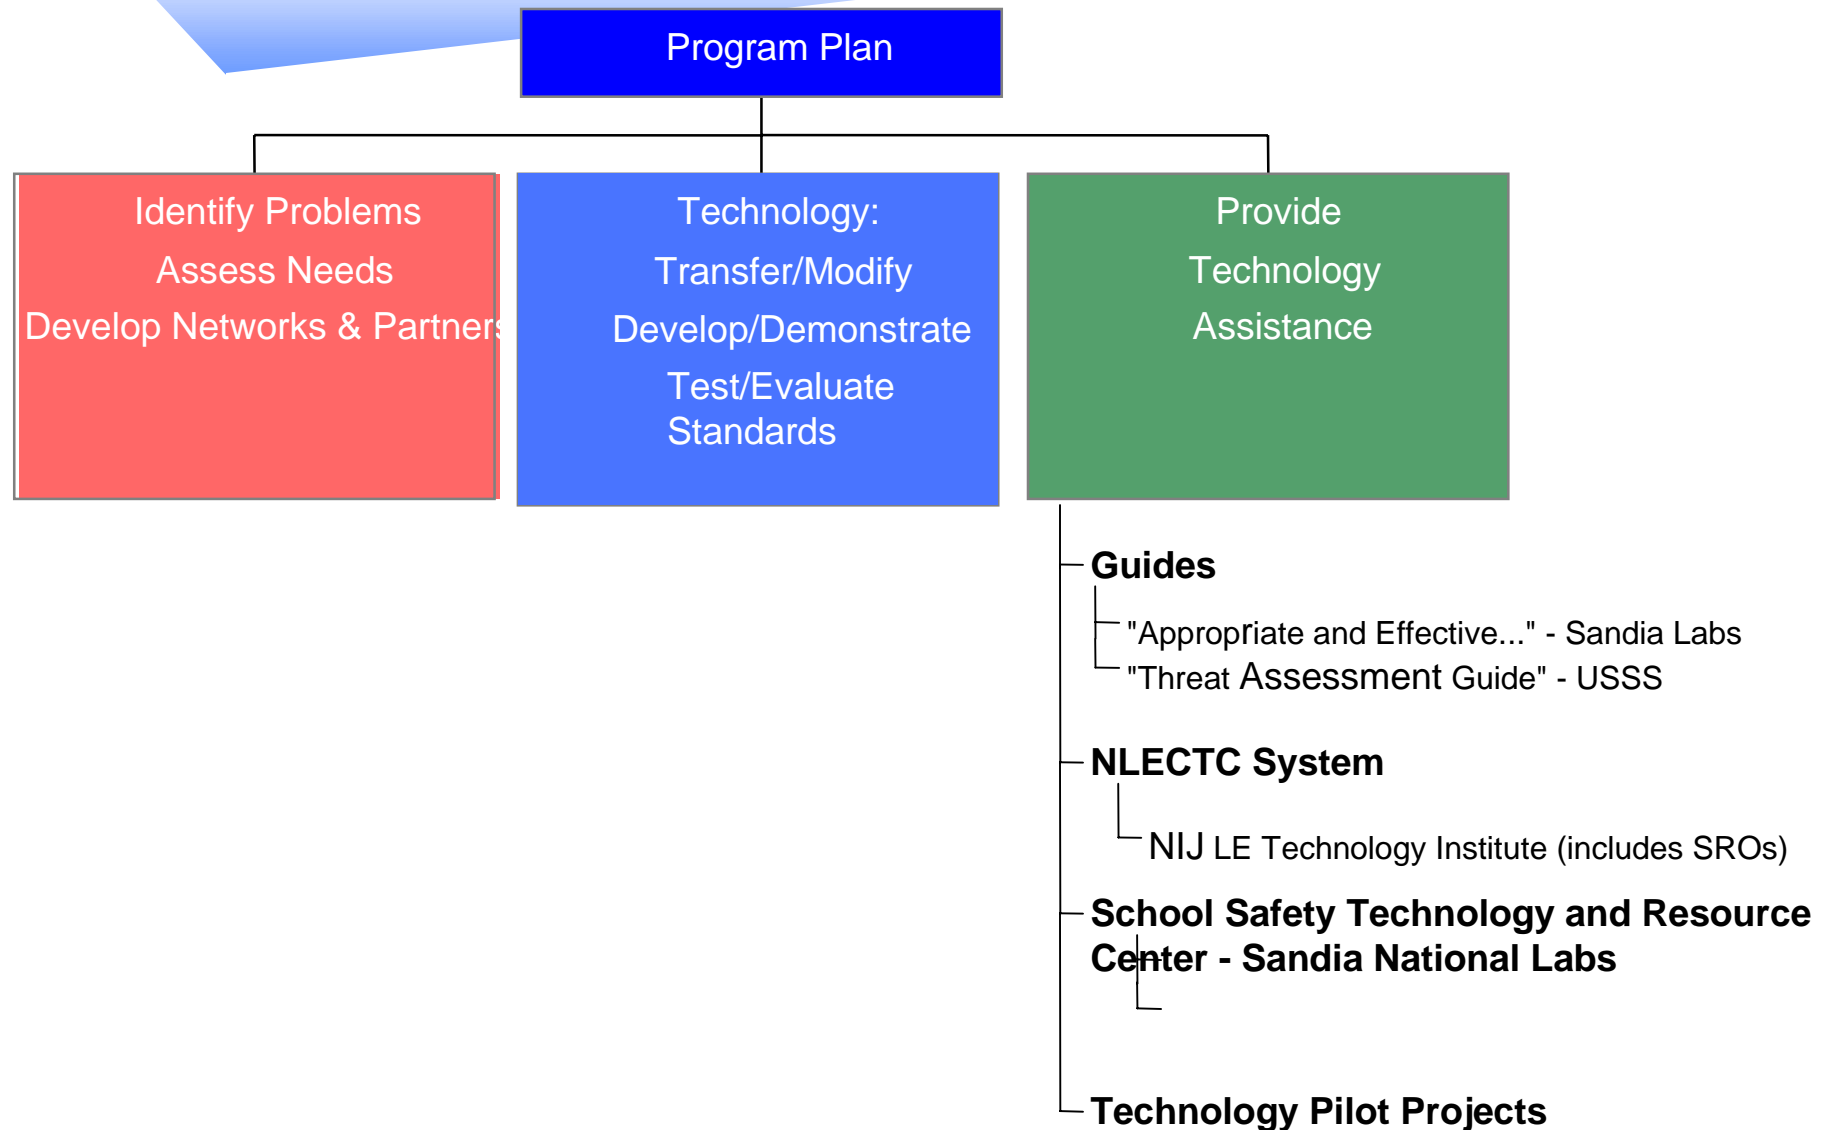 Program Plan
Identify Problems
Assess Needs
Develop Networks & Partners
Technology:
Transfer/Modify
Develop/Demonstrate
Test/Evaluate
Standards
Provide
Technology
Assistance
Guides
"Appropriate and Effective..." - Sandia Labs
"Threat Assessment Guide" - USSS
NLECTC System
NIJ LE Technology Institute (includes SROs)
School Safety Technology and Resource
Center - Sandia National Labs
Technology Pilot Projects